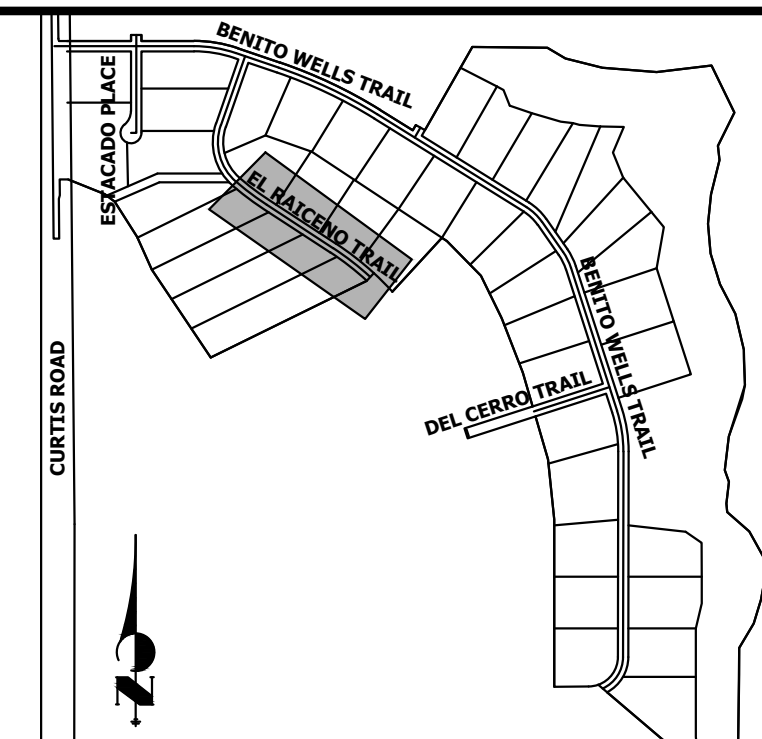 BENITO WELLS TRAIL
ESTACADO PLACE
EL RAICENO TRAIL
BENITO WELLS TRAIL
CURTIS ROAD
DEL CERRO TRAIL
N